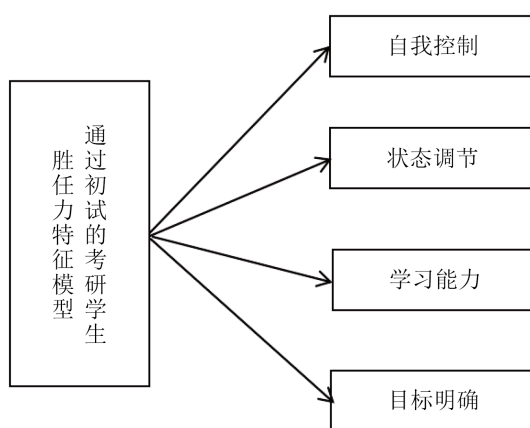 通过初试的考研学生
胜任力特征模型
自我控制
状态调节
学习能力
目标明确